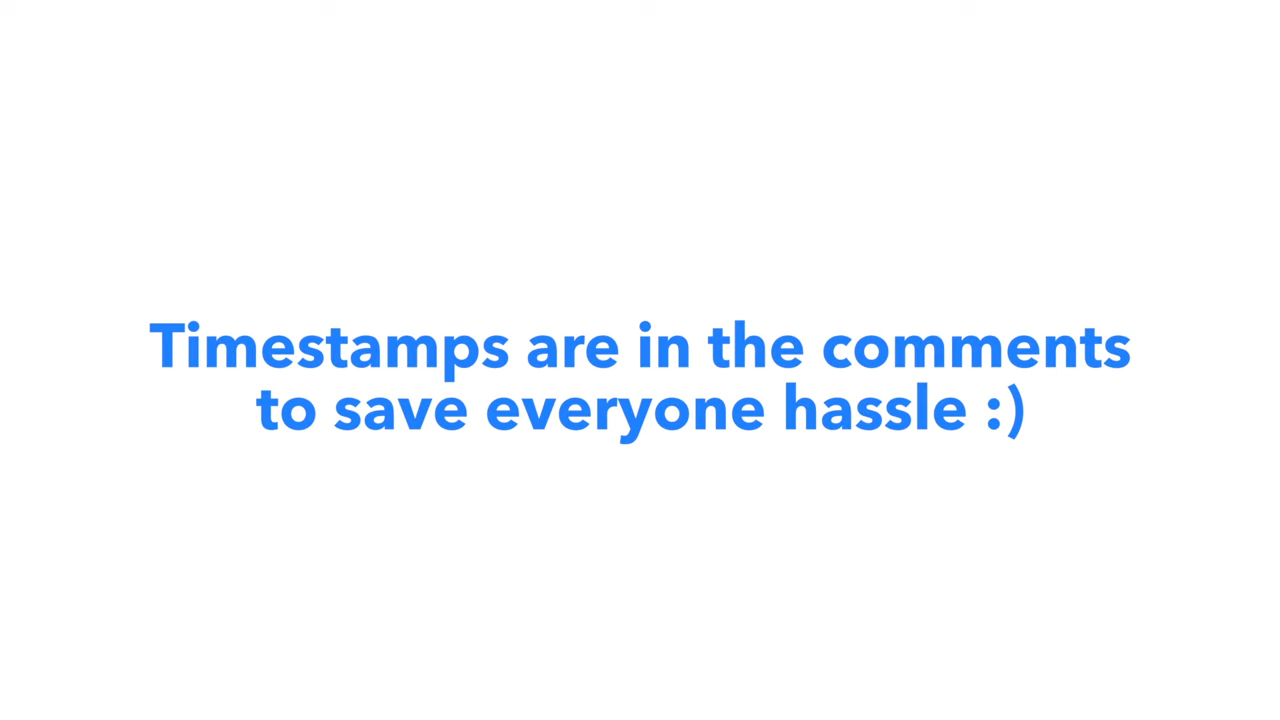 Timestamps are in the comments
to save everyone hassle :)